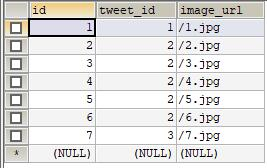 id tweet_id image_url
1 1 /1.jpg
2 2 /2.jpg
3 2 /3.jpg
4 2 /4.jpg
5 2 /5.jpg
6 2 /6.jpg
7 3 /7.jpg
* (NULL) (NULL) (NULL)